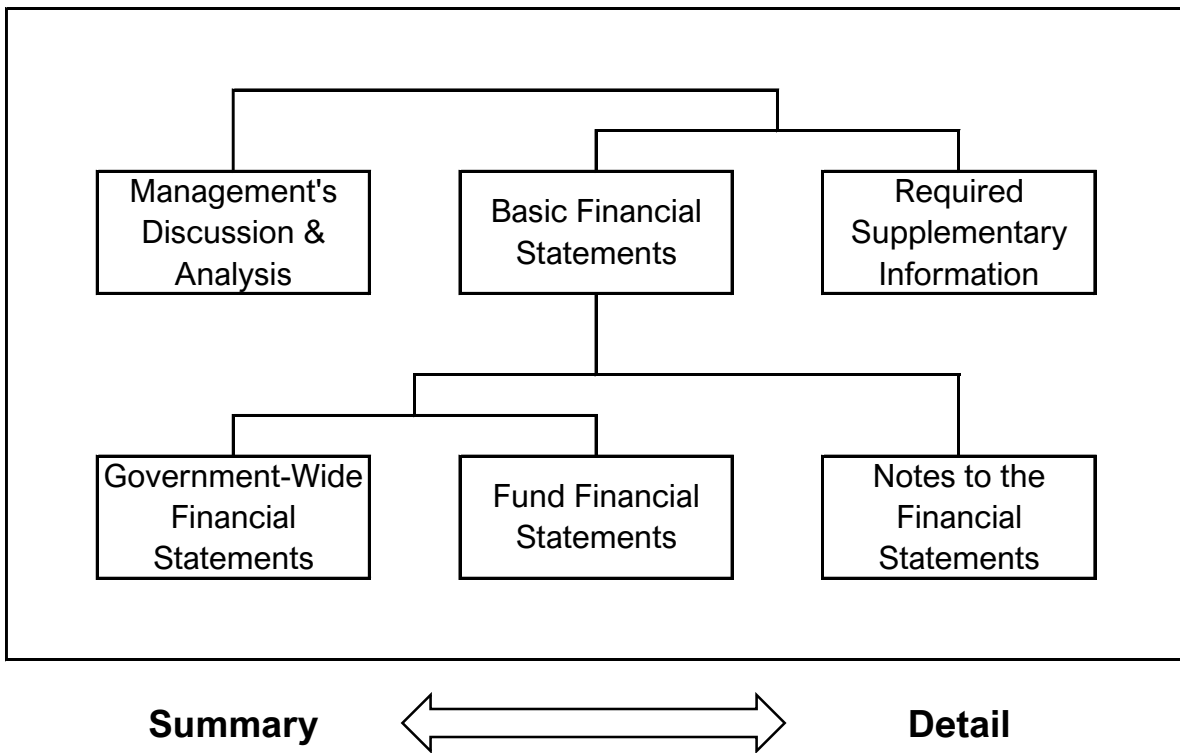 Management's
Discussion &
Analysis
Basic Financial
Statements
Required
Supplementary
Information
Government-Wide
Financial
Statements
Fund Financial
Statements
Notes to the
Financial
Statements
Summary
Detail